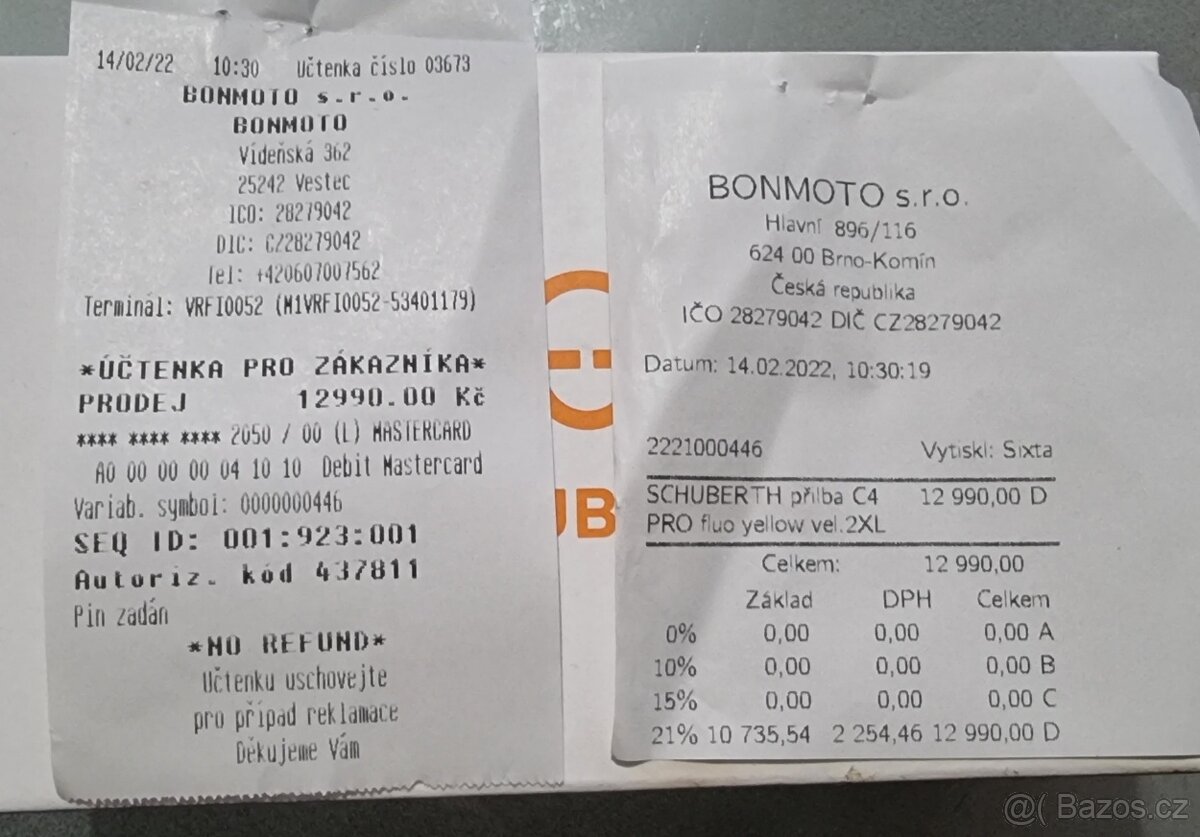 14/02/22 10:30 Účtenka číslo 03673
BONMOTO s.r.o.
BONMOTO
Vídeňská 362
25242 Vestec
ICO: 28279042
DIC: CZ28279042
Tel: +420607007562
Terminál: VRFI0052 (M1VRFI0052-53401179)
*ÚČTENKA PRO ZÁKAZNÍKA*
PRODEJ 12990.00 Kč
**** **** **** 2050 / 00 (L) MASTERCARD
A0 00 00 00 04 10 10 Debit Mastercard
Variab. symbol: 0000000446
SEQ ID: 001:923:001
Autoriz. kód 437811
Pin zadán
*NO REFUND*
Účtenku uschovejte
pro případ reklamace
Děkujeme Vám
UB
BONMOTO s.r.o.
Hlavní 896/116
624 00 Brno-Komín
Česká republika
IČO 28279042 DIČ CZ28279042
Datum: 14.02.2022, 10:30:19
2221000446 Vytiskl: Sixta
SCHUBERTH přilba C4 12 990,00 D
PRO fluo yellow vel.2XL
Celkem: 12 990,00
Základ DPH Celkem
0% 0,00 0,00 0,00 A
10% 0,00 0,00 0,00 B
15% 0,00 0,00 0,00 C
21% 10 735,54 2 254,46 12 990,00 D
@( Bazos.cz